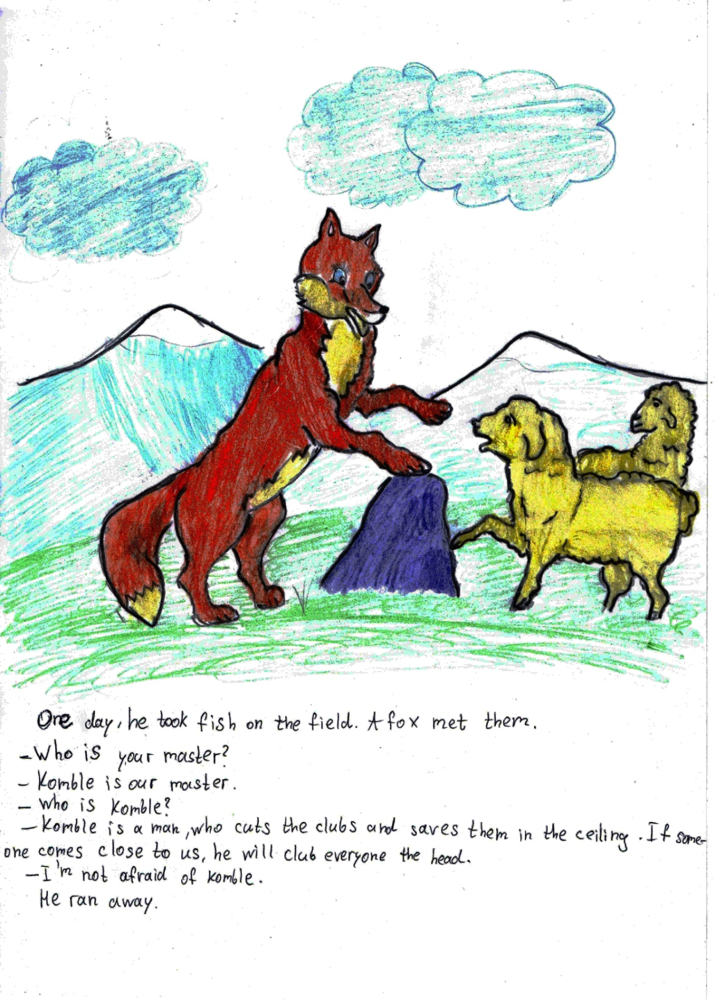 One day, he took fish on the field. A fox met them.
- Who is your master?
- Komble is our master.
- Who is Komble?
- Komble is a man, who cuts the clubs and saves them in the ceiling. If some-
one comes close to us, he will club everyone the head.
- I'm not afraid of Komble.
He ran away.